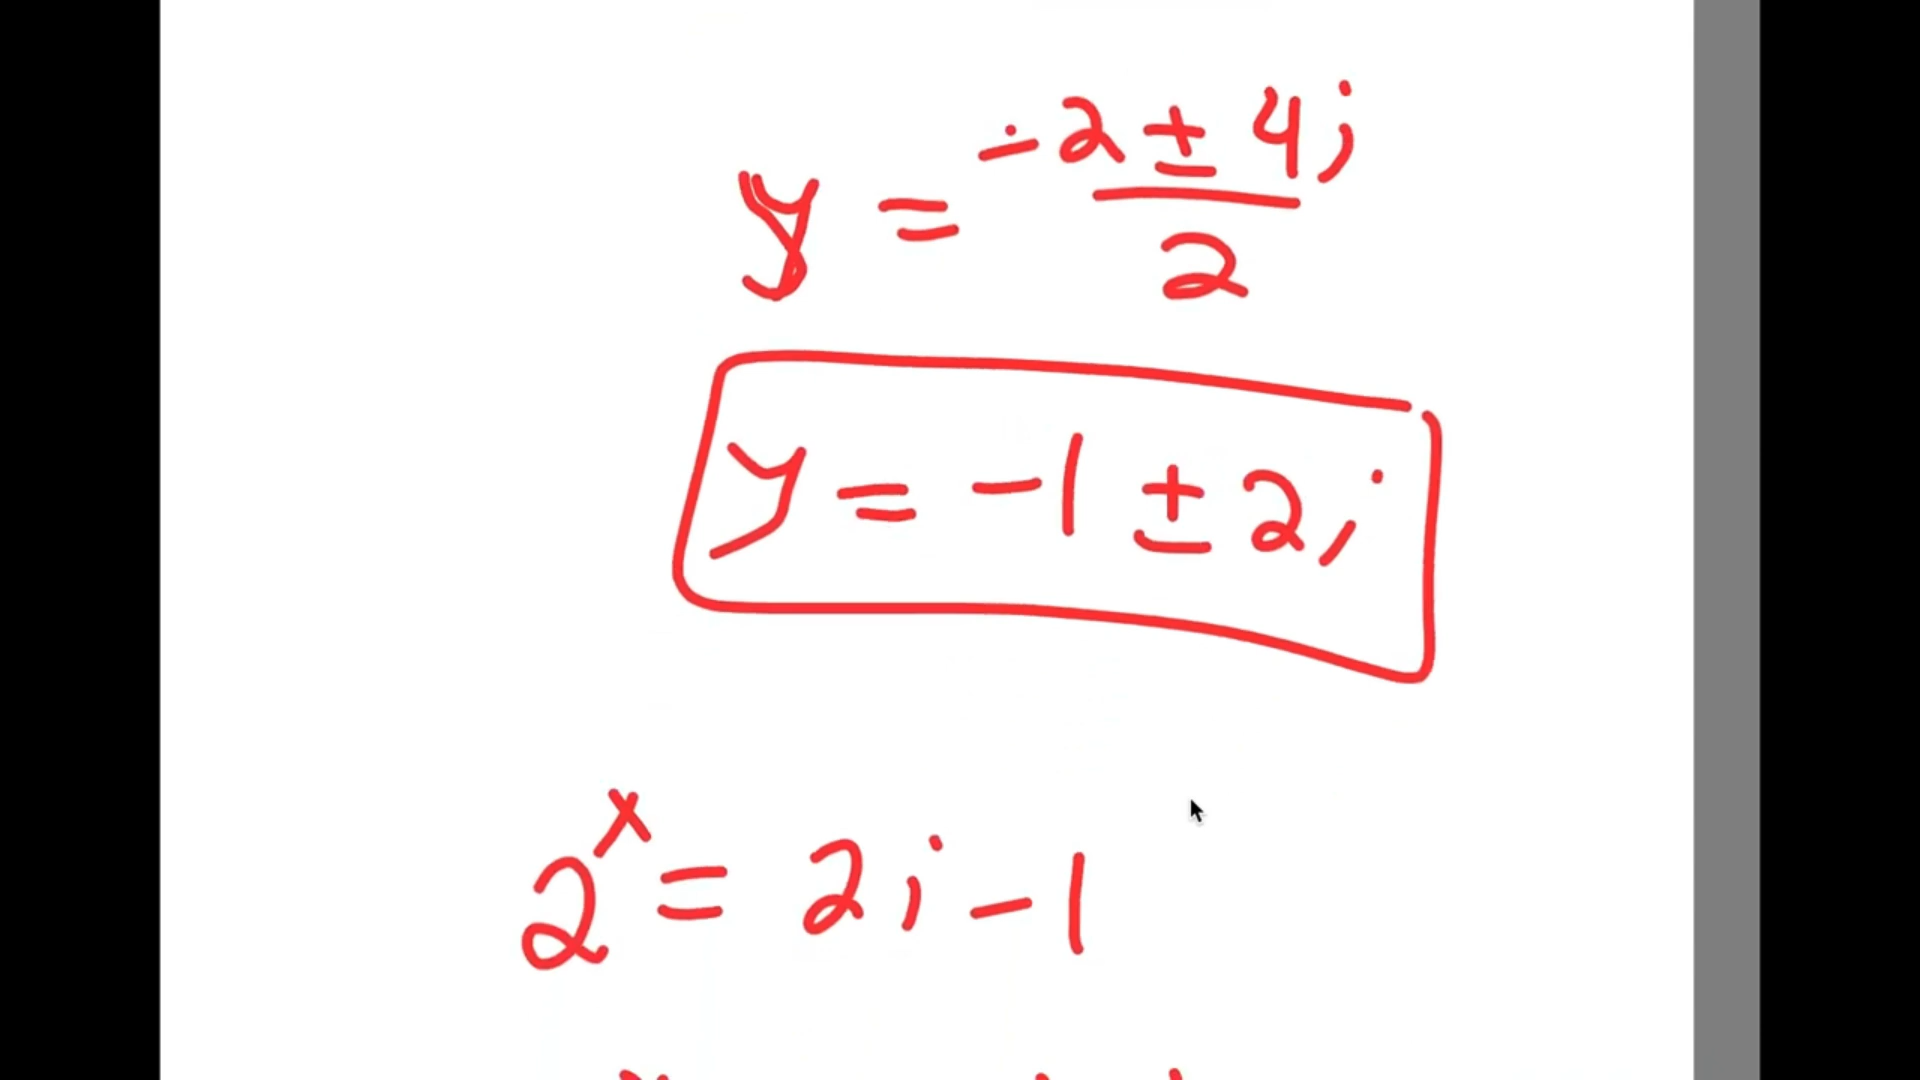 y = -2 ± 4i / 2
y = -1 ± 2i
2^x = 2i - 1